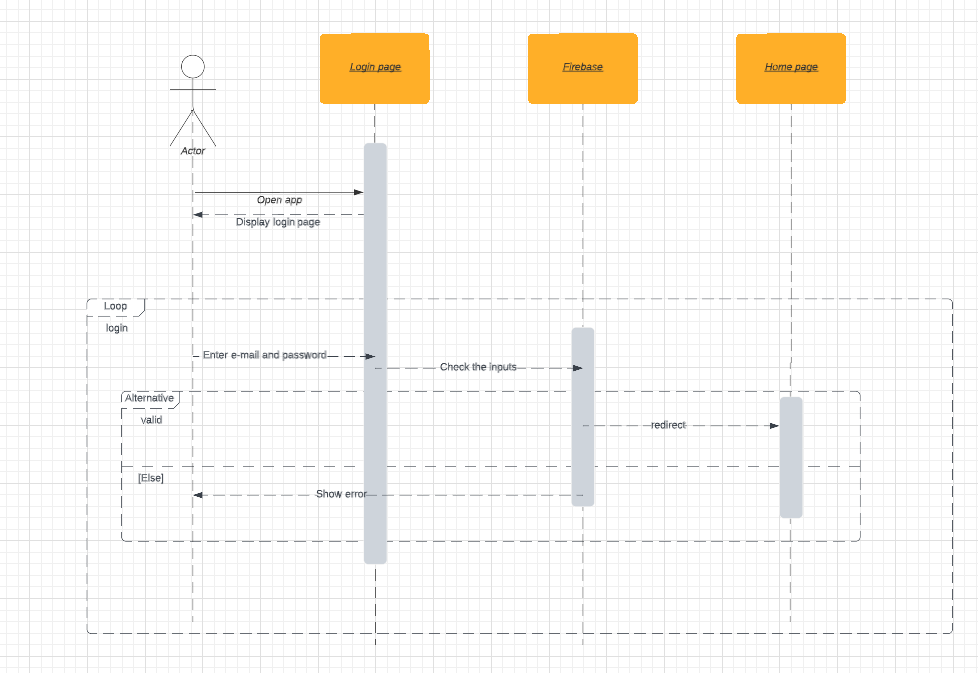 Login page
Firebase
Home page
Actor
Open app
Display login page
Loop
login
Enter e-mail and password
Check the inputs
Alternative
valid
redirect
[Else]
Show error